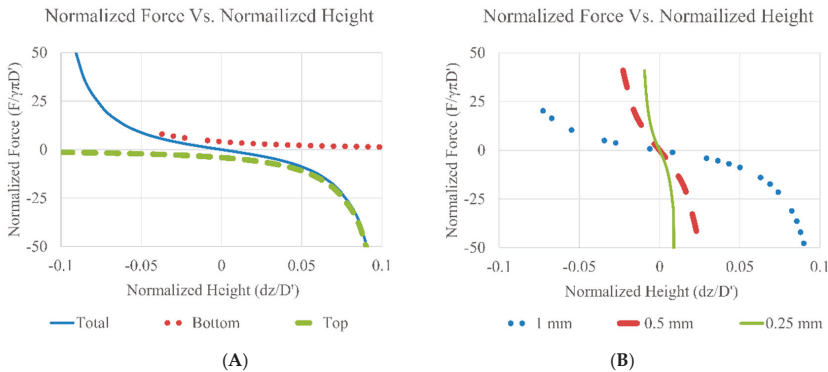 Normalized Force Vs. Normailized Height
Normalized Force (F/γπD')
50
25
0
-25
-50
-0.1
-0.05
0
0.05
0.1
Normalized Height (dz/D')
Total
Bottom
Top
(A)
Normalized Force Vs. Normailized Height
Normalized Force (F/γπD')
50
25
0
-25
-50
-0.1
-0.05
0
0.05
0.1
Normalized Height (dz/D')
1 mm
0.5 mm
0.25 mm
(B)